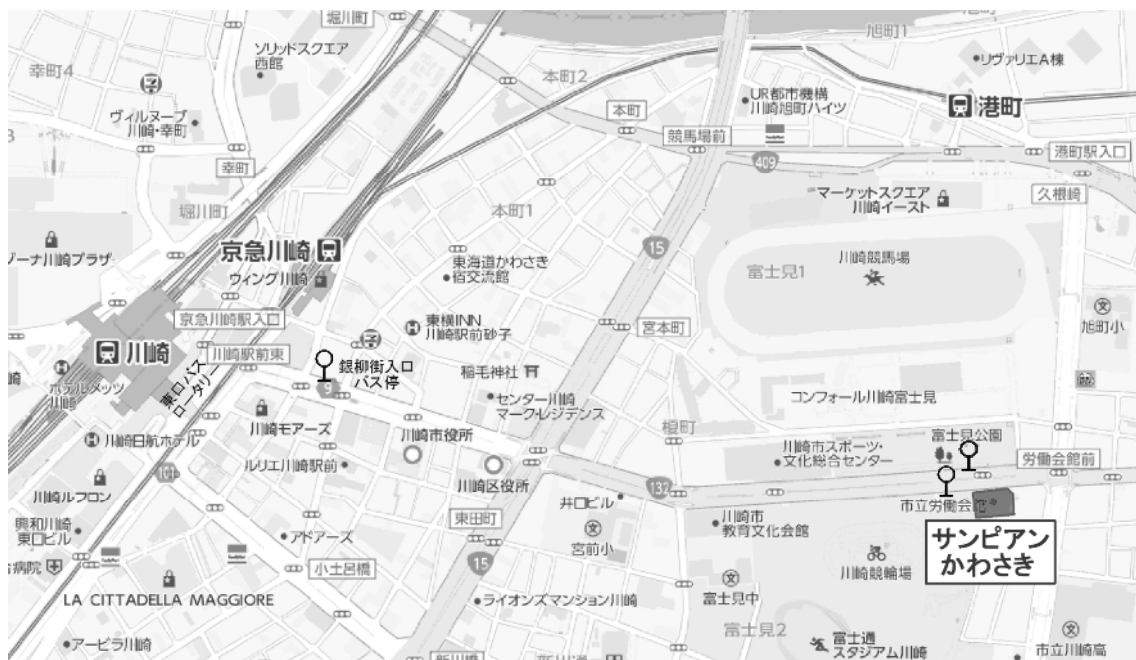 堀川町
ソリッドスクエア
西館
幸町4
ヴィルヌーブ
川崎・幸町
幸町
堀川町
本町2
本町
本町1
旭町1
リヴァリエA棟
UR都市機構
川崎旭町ハイツ
港町
競馬場前
409
港町駅入口
久根崎
マーケットスクエア
川崎イースト
京急川崎
ウィング川崎
東海道かわさき
宿交流館
15
富士見1
川崎競馬場
旭町小
ーナ川崎プラザ
京急川崎駅入口
東横INN
川崎駅前砂子
宮本町
川崎
川崎駅前東
銀柳街入口
バス停
9
稲毛神社
ホテルメッツ
川崎
東口バス
ロータリー
センター川崎
マークレジデンス
コンフォール川崎富士見
川崎モアーズ
川崎市役所
榎町
富士見公園
川崎日航ホテル
ルリエ川崎駅前
川崎区役所
川崎市スポーツ・
文化総合センター
労働会館前
101
132
川崎ルフロン
井口ビル
市立労働会
興和川崎
東口ビル
東田町
川崎市
教育文化会館
サンピアン
かわさき
アドアーズ
宮前小
川崎競輪場
病院
小土呂橋
15
LA CITTADELLA MAGGIORE
ライオンズマンション川崎
富士見中
アービラ川崎
富士見2
富士通
スタジアム川崎
市立川崎高
新川橋